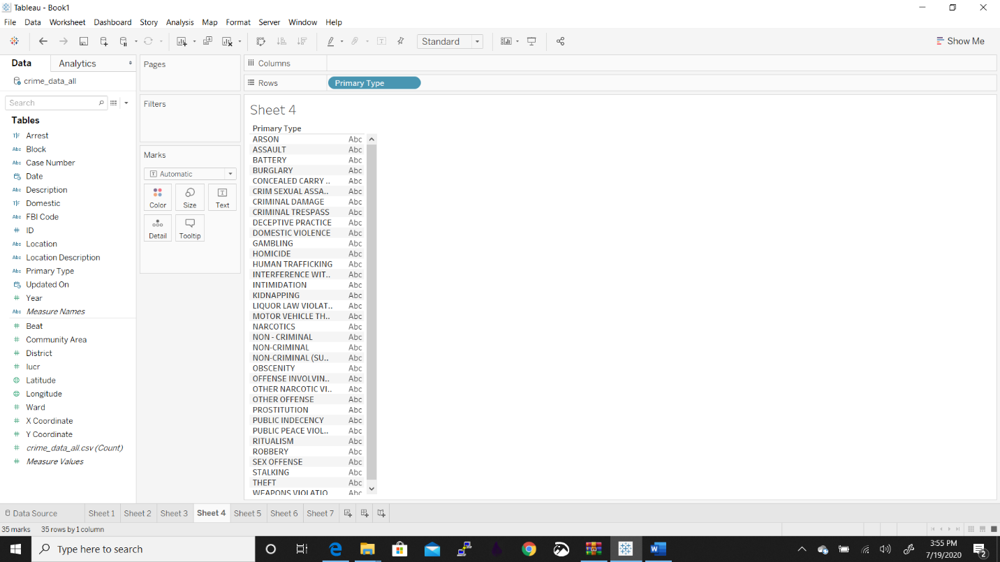 Tableau - Book1
File Data Worksheet Dashboard Story Analysis Map Format Server Window Help
Standard
Show Me
Data
Analytics
crime_data_all
Search
Tables
T|F Arrest
Abc Block
Abc Case Number
Date
Abc Description
T|F Domestic
Abc FBI Code
# ID
Abc Location
Abc Location Description
Abc Primary Type
Updated On
# Year
Abc Measure Names
# Beat
# Community Area
# District
# Iucr
Latitude
Longitude
# Ward
# X Coordinate
# Y Coordinate
# crime_data_all.csv (Count)
# Measure Values
Pages
Filters
Marks
T Automatic
Color
Size
T
Text
Detail
Tooltip
Columns
Rows
Primary Type
Sheet 4
Primary Type
ARSON Abc
ASSAULT Abc
BATTERY Abc
BURGLARY Abc
CONCEALED CARRY .. Abc
CRIM SEXUAL ASSA.. Abc
CRIMINAL DAMAGE Abc
CRIMINAL TRESPASS Abc
DECEPTIVE PRACTICE Abc
DOMESTIC VIOLENCE Abc
GAMBLING Abc
HOMICIDE Abc
HUMAN TRAFFICKING Abc
INTERFERENCE WIT.. Abc
INTIMIDATION Abc
KIDNAPPING Abc
LIQUOR LAW VIOLAT.. Abc
MOTOR VEHICLE TH.. Abc
NARCOTICS Abc
NON - CRIMINAL Abc
NON-CRIMINAL Abc
NON-CRIMINAL (SU.. Abc
OBSCENITY Abc
OFFENSE INVOLVIN.. Abc
OTHER NARCOTIC VI.. Abc
OTHER OFFENSE Abc
PROSTITUTION Abc
PUBLIC INDECENCY Abc
PUBLIC PEACE VIOL.. Abc
RITUALISM Abc
ROBBERY Abc
SEX OFFENSE Abc
STALKING Abc
THEFT Abc
WEAPONS VIOLATIO Abc
Data Source Sheet 1 Sheet 2 Sheet 3 Sheet 4 Sheet 5 Sheet 6 Sheet 7
35 marks 35 rows by 1 column
Type here to search
W
3:55 PM
7/19/2020
2